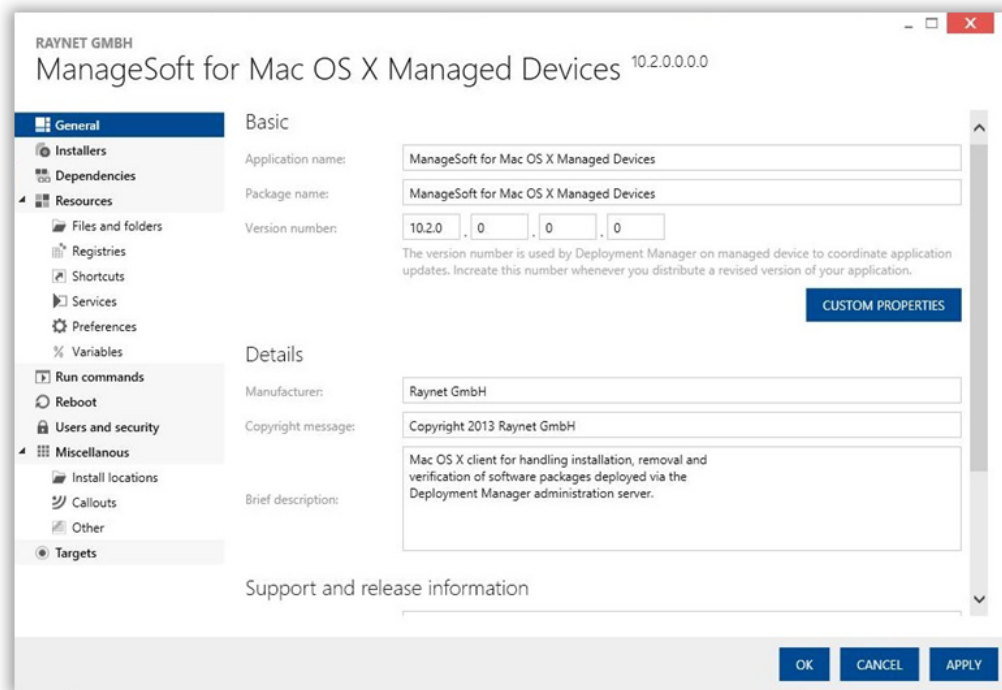 RAYNET GMBH
ManageSoft for Mac OS X Managed Devices 10.2.0.0.0.0
General
Installers
Dependencies
Resources
Files and folders
Registries
Shortcuts
Services
Preferences
Variables
Run commands
Reboot
Users and security
Miscellanous
Install locations
Callouts
Other
Targets
Basic
Application name: ManageSoft for Mac OS X Managed Devices
Package name: ManageSoft for Mac OS X Managed Devices
Version number: 10.2.0 . 0 . 0 . 0
The version number is used by Deployment Manager on managed device to coordinate application
updates. Increate this number whenever you distribute a revised version of your application.
CUSTOM PROPERTIES
Details
Manufacturer: Raynet GmbH
Copyright message: Copyright 2013 Raynet GmbH
Brief description:
Mac OS X client for handling installation, removal and
verification of software packages deployed via the
Deployment Manager administration server.
Support and release information
OK CANCEL APPLY